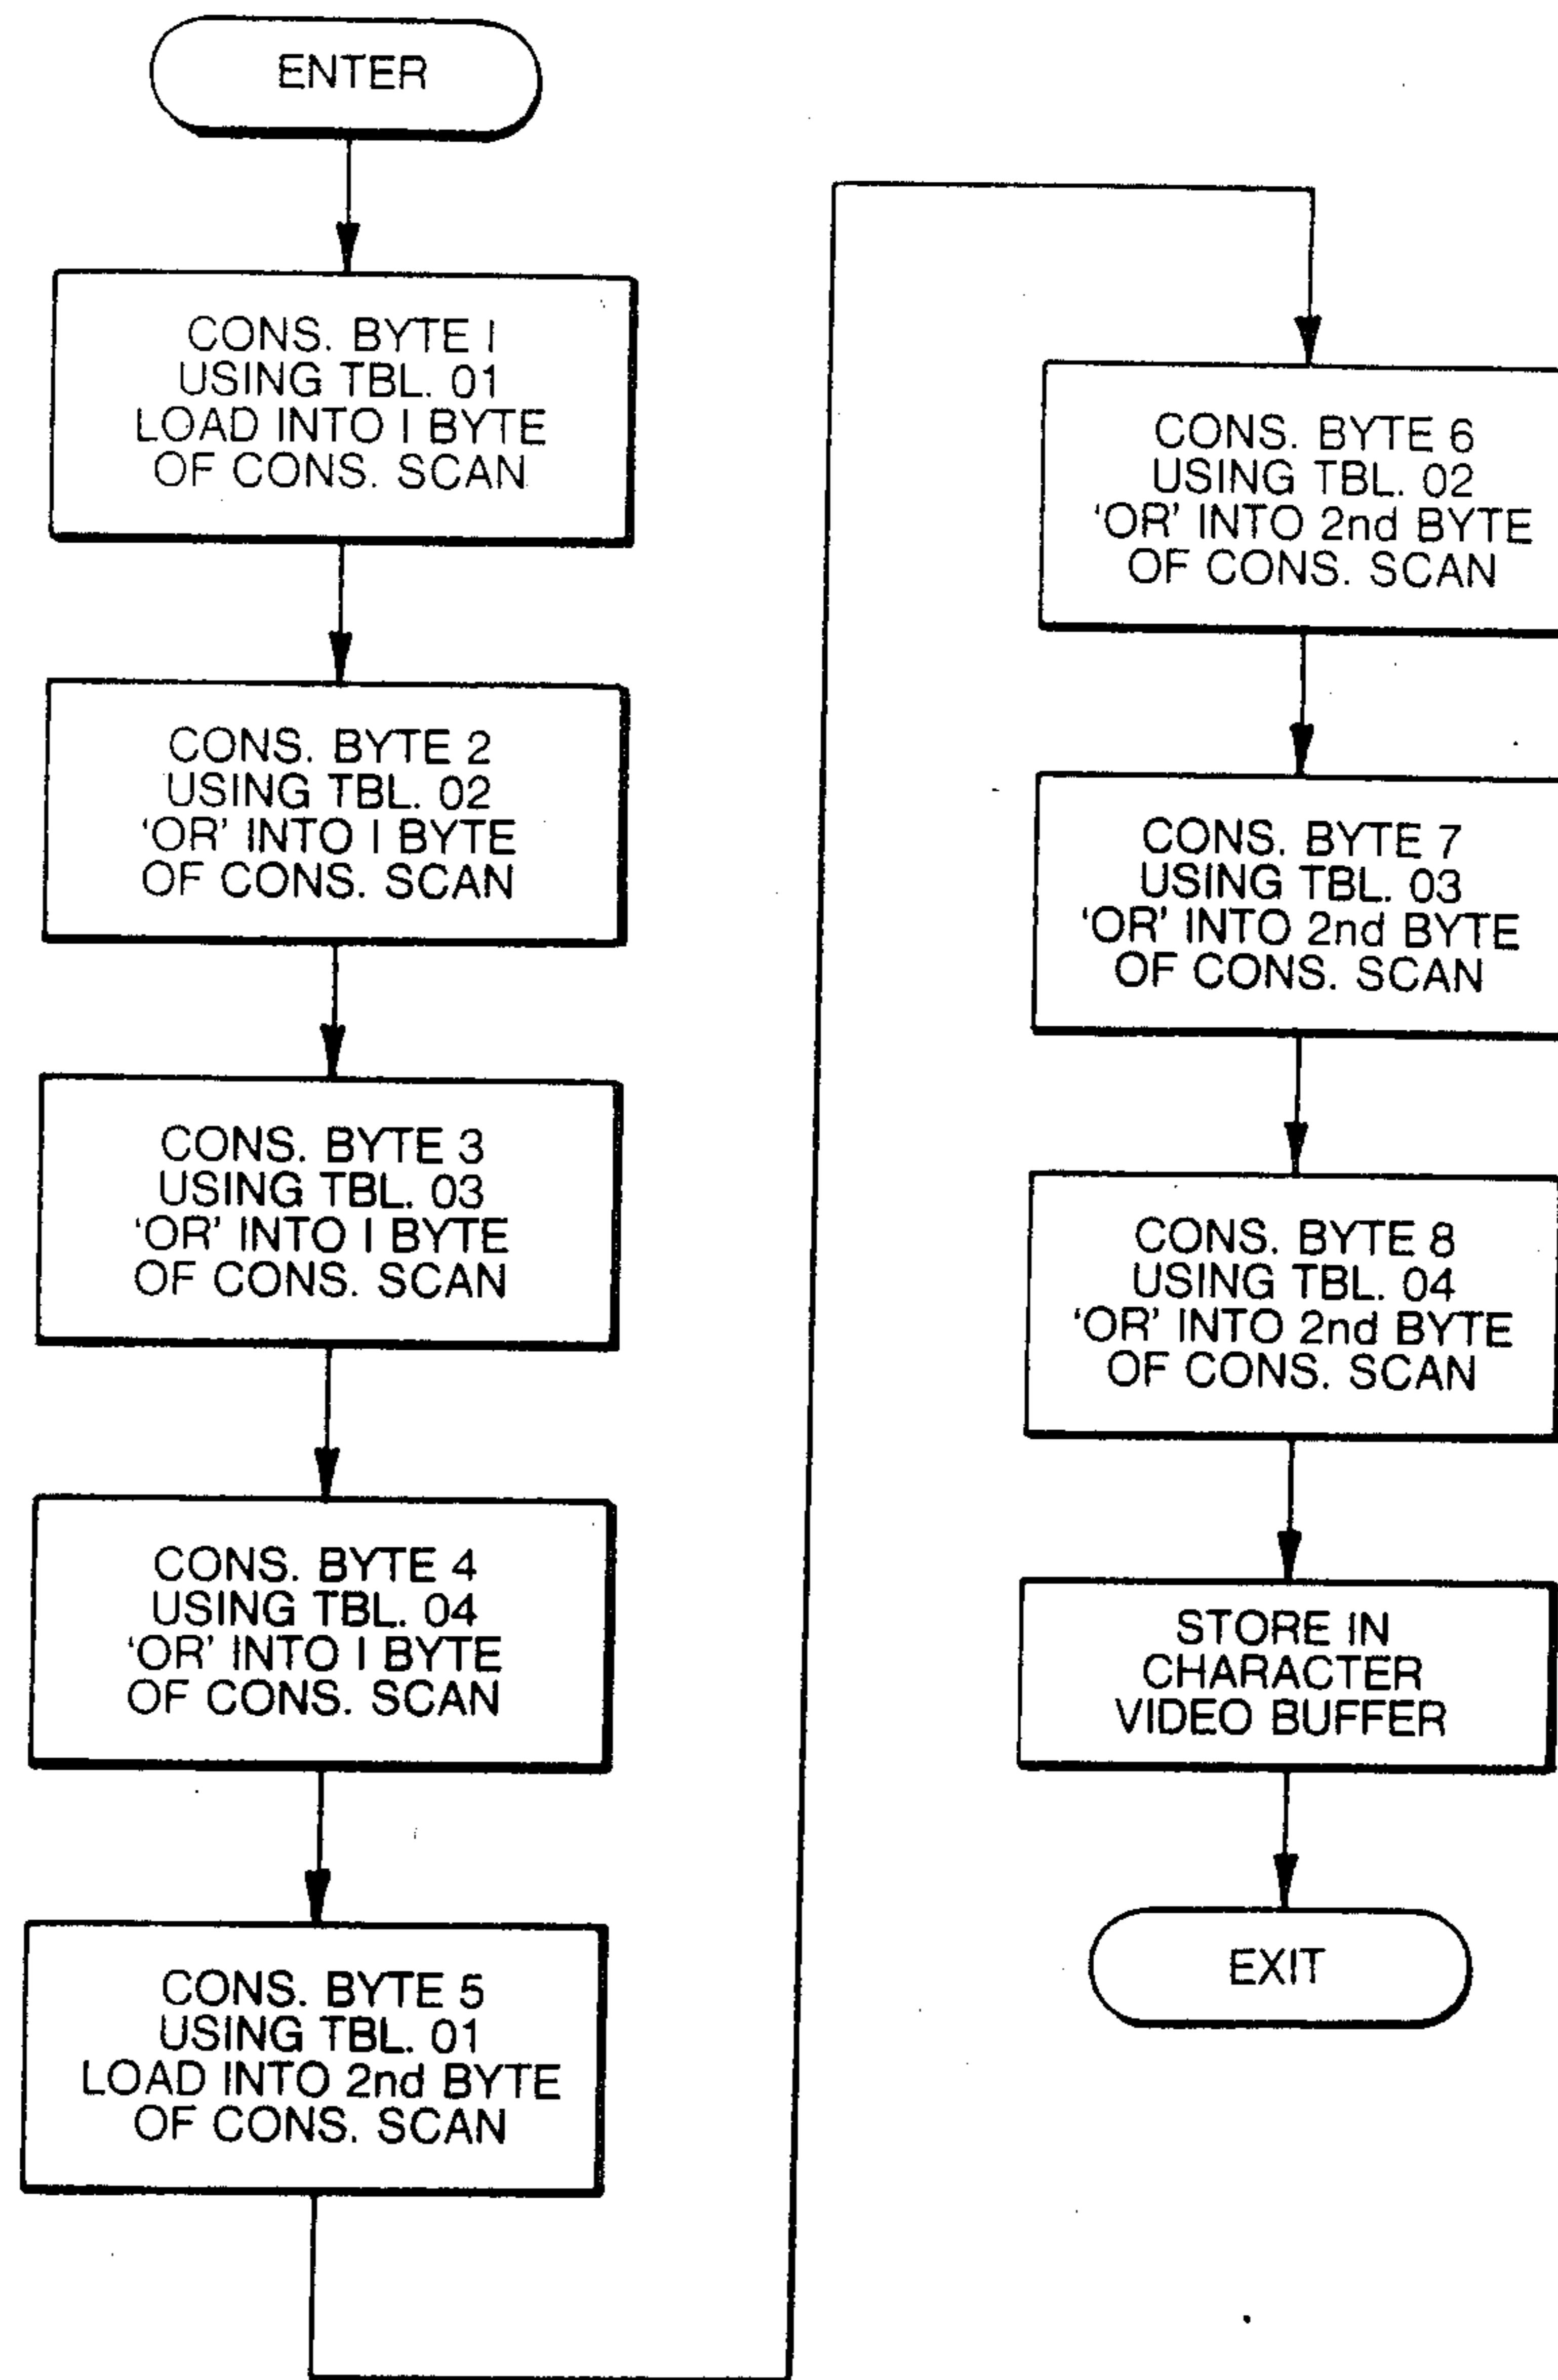 ENTER
CONS. BYTE I
USING TBL. 01
LOAD INTO I BYTE
OF CONS. SCAN
CONS. BYTE 2
USING TBL. 02
'OR' INTO I BYTE
OF CONS. SCAN
CONS. BYTE 3
USING TBL. 03
'OR' INTO I BYTE
OF CONS. SCAN
CONS. BYTE 4
USING TBL. 04
'OR' INTO I BYTE
OF CONS. SCAN
CONS. BYTE 5
USING TBL. 01
LOAD INTO 2nd BYTE
OF CONS. SCAN
CONS. BYTE 6
USING TBL. 02
'OR' INTO 2nd BYTE
OF CONS. SCAN
CONS. BYTE 7
USING TBL. 03
'OR' INTO 2nd BYTE
OF CONS. SCAN
CONS. BYTE 8
USING TBL. 04
'OR' INTO 2nd BYTE
OF CONS. SCAN
STORE IN
CHARACTER
VIDEO BUFFER
EXIT